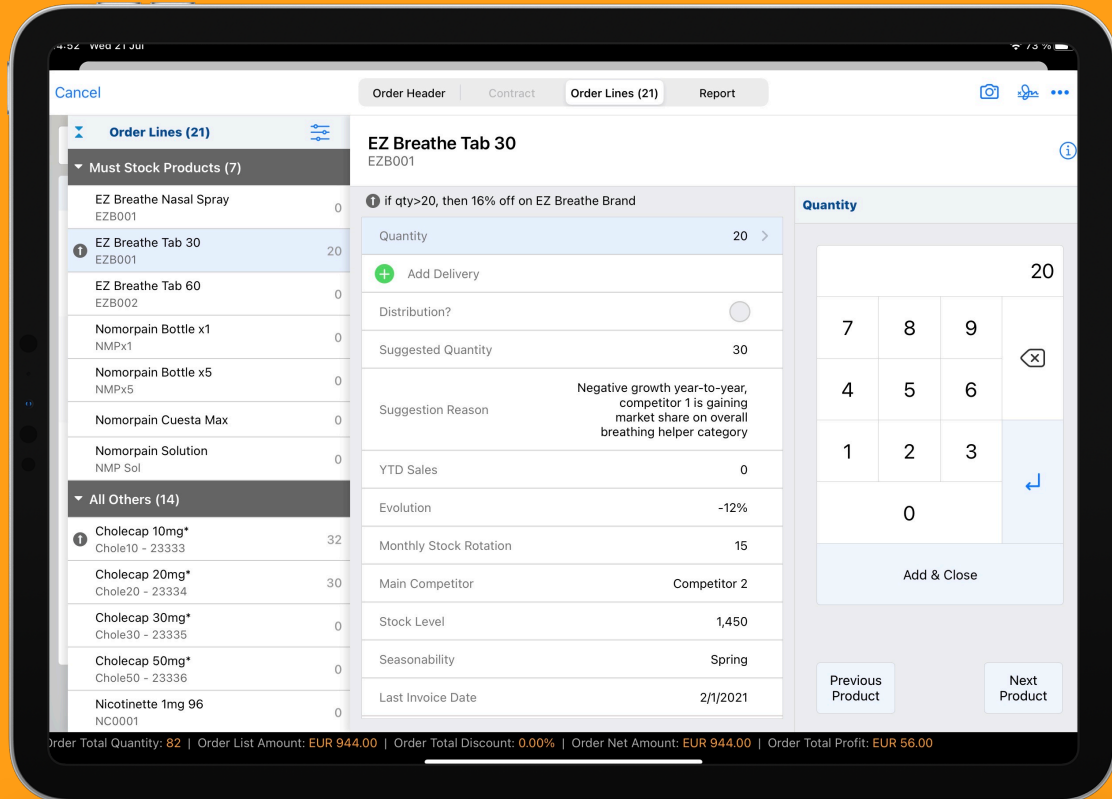 Wed 21 Jul
73 %
Cancel
Order Header
Contract
Order Lines (21)
Report
Order Lines (21)
Must Stock Products (7)
EZ Breathe Nasal Spray
EZB001
0
EZ Breathe Tab 30
EZB001
20
EZ Breathe Tab 60
EZB002
0
Nomorpain Bottle x1
NMPx1
0
Nomorpain Bottle x5
NMPx5
0
Nomorpain Cuesta Max
0
Nomorpain Solution
NMP Sol
0
All Others (14)
Cholecap 10mg*
Chole10 - 23333
32
Cholecap 20mg*
Chole20 - 23334
30
Cholecap 30mg*
Chole30 - 23335
0
Cholecap 50mg*
Chole50 - 23336
0
Nicotinette 1mg 96
NC0001
0
EZ Breathe Tab 30
EZB001
if qty>20, then 16% off on EZ Breathe Brand
Quantity 20
Add Delivery
Distribution?
Suggested Quantity 30
Suggestion Reason
Negative growth year-to-year,
competitor 1 is gaining
market share on overall
breathing helper category
YTD Sales 0
Evolution -12%
Monthly Stock Rotation 15
Main Competitor Competitor 2
Stock Level 1,450
Seasonability Spring
Last Invoice Date 2/1/2021
Quantity
20
7 8 9
4 5 6
1 2 3
0
Add & Close
Previous
Product
Next
Product
Order Total Quantity: 82 | Order List Amount: EUR 944.00 | Order Total Discount: 0.00% | Order Net Amount: EUR 944.00 | Order Total Profit: EUR 56.00